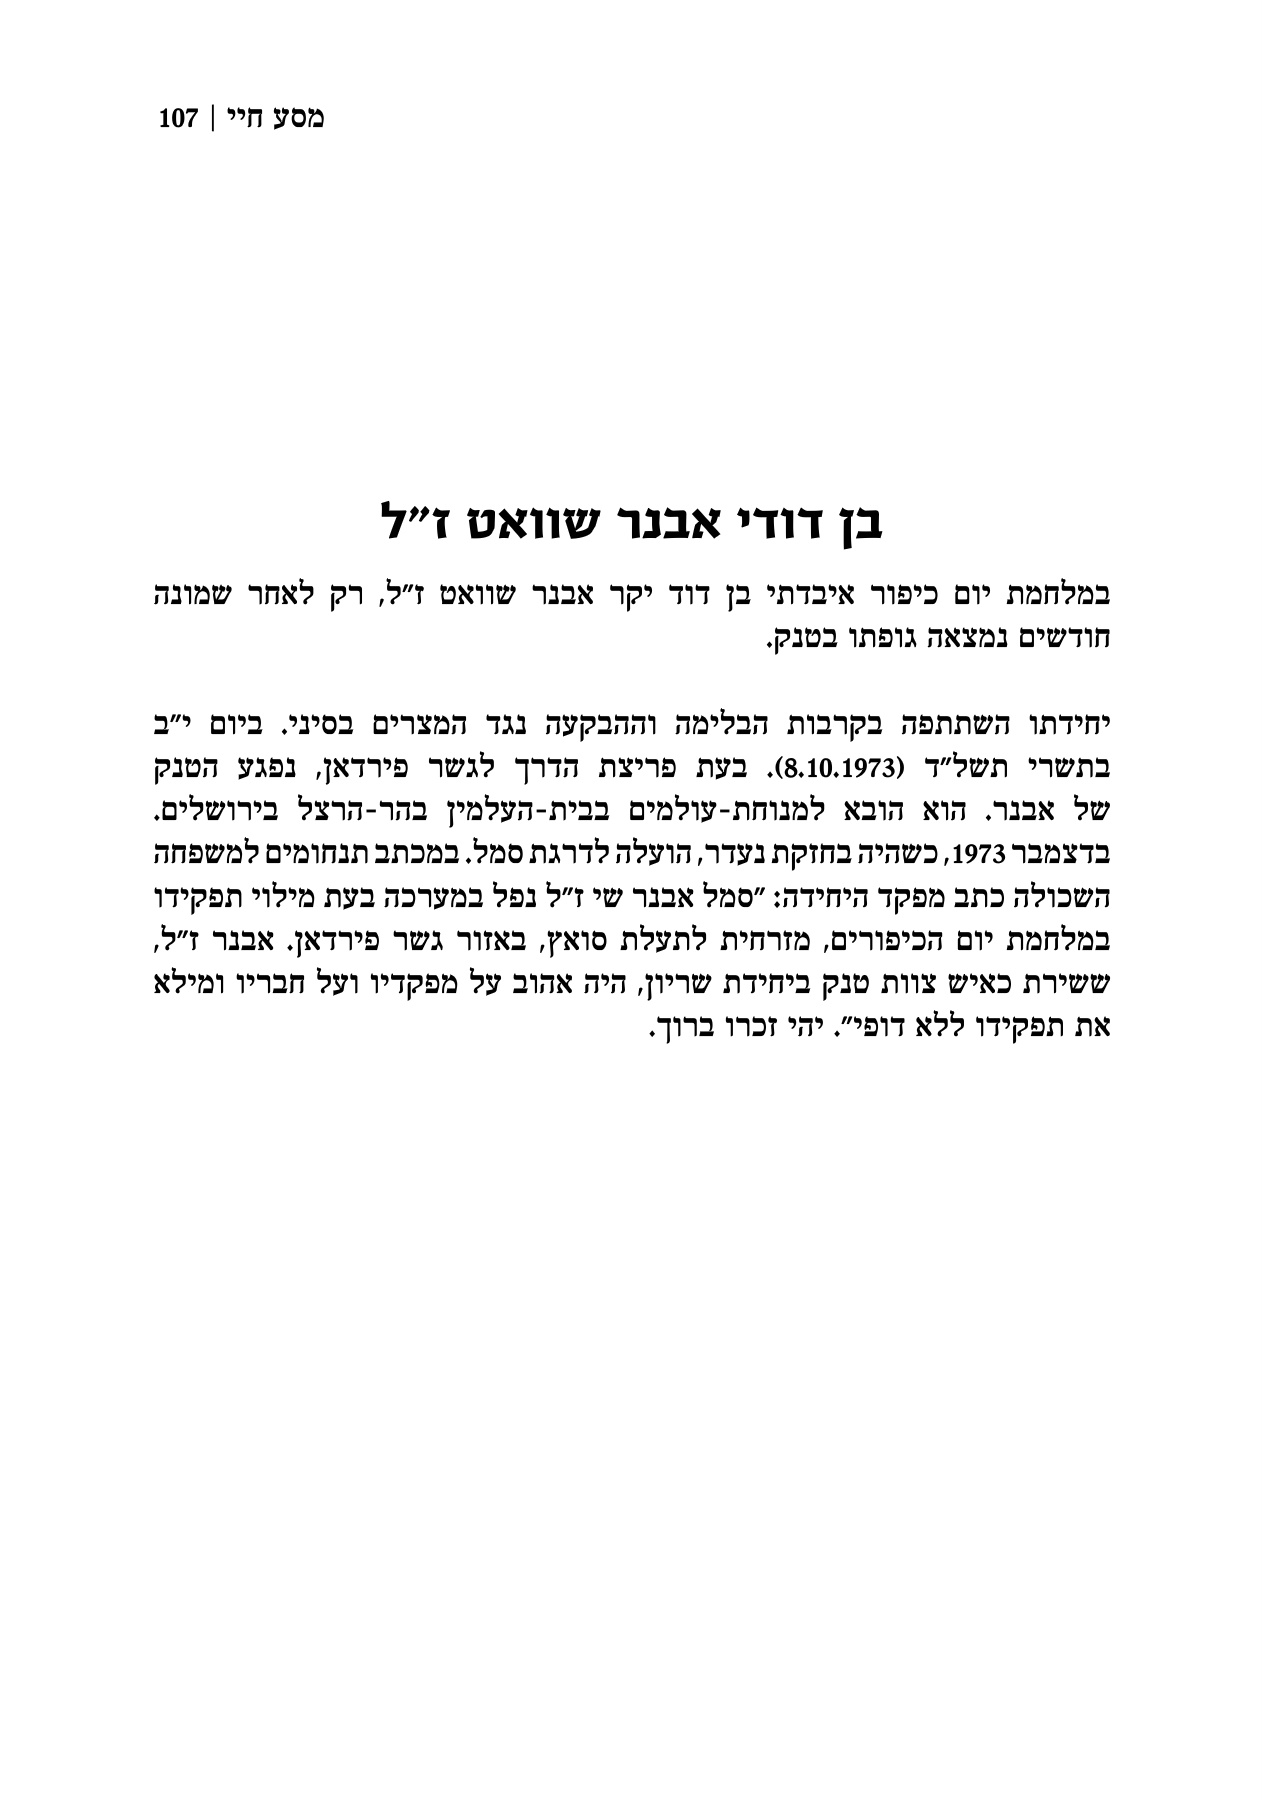 מסע חיי | 107
בן דודי אבנר שוואט ז״ל
במלחמת יום כיפור איבדתי בן דוד יקר אבנר שוואט ז״ל, רק לאחר שמונה
חודשים נמצאה גופתו בטנק.
יחידתו השתתפה בקרבות הבלימה וההבקעה נגד המצרים בסיני. ביום י״ב
בתשרי תשל״ד (8.10.1973). בעת פריצת הדרך לגשר פירדאן, נפגע הטנק
של אבנר. הוא הובא למנוחת-עולמים בבית-העלמין בהר-הרצל בירושלים.
בדצמבר 1973, כשהיה בחזקת נעדר, הועלה לדרגת סמל. במכתב תנחומים למשפחה
השכולה כתב מפקד היחידה: ״סמל אבנר שי ז״ל נפל במערכה בעת מילוי תפקידו
במלחמת יום הכיפורים, מזרחית לתעלת סואץ, באזור גשר פירדאן. אבנר ז״ל,
ששירת כאיש צוות טנק ביחידת שריון, היה אהוב על מפקדיו ועל חבריו ומילא
את תפקידו ללא דופי״. יהי זכרו ברוך.